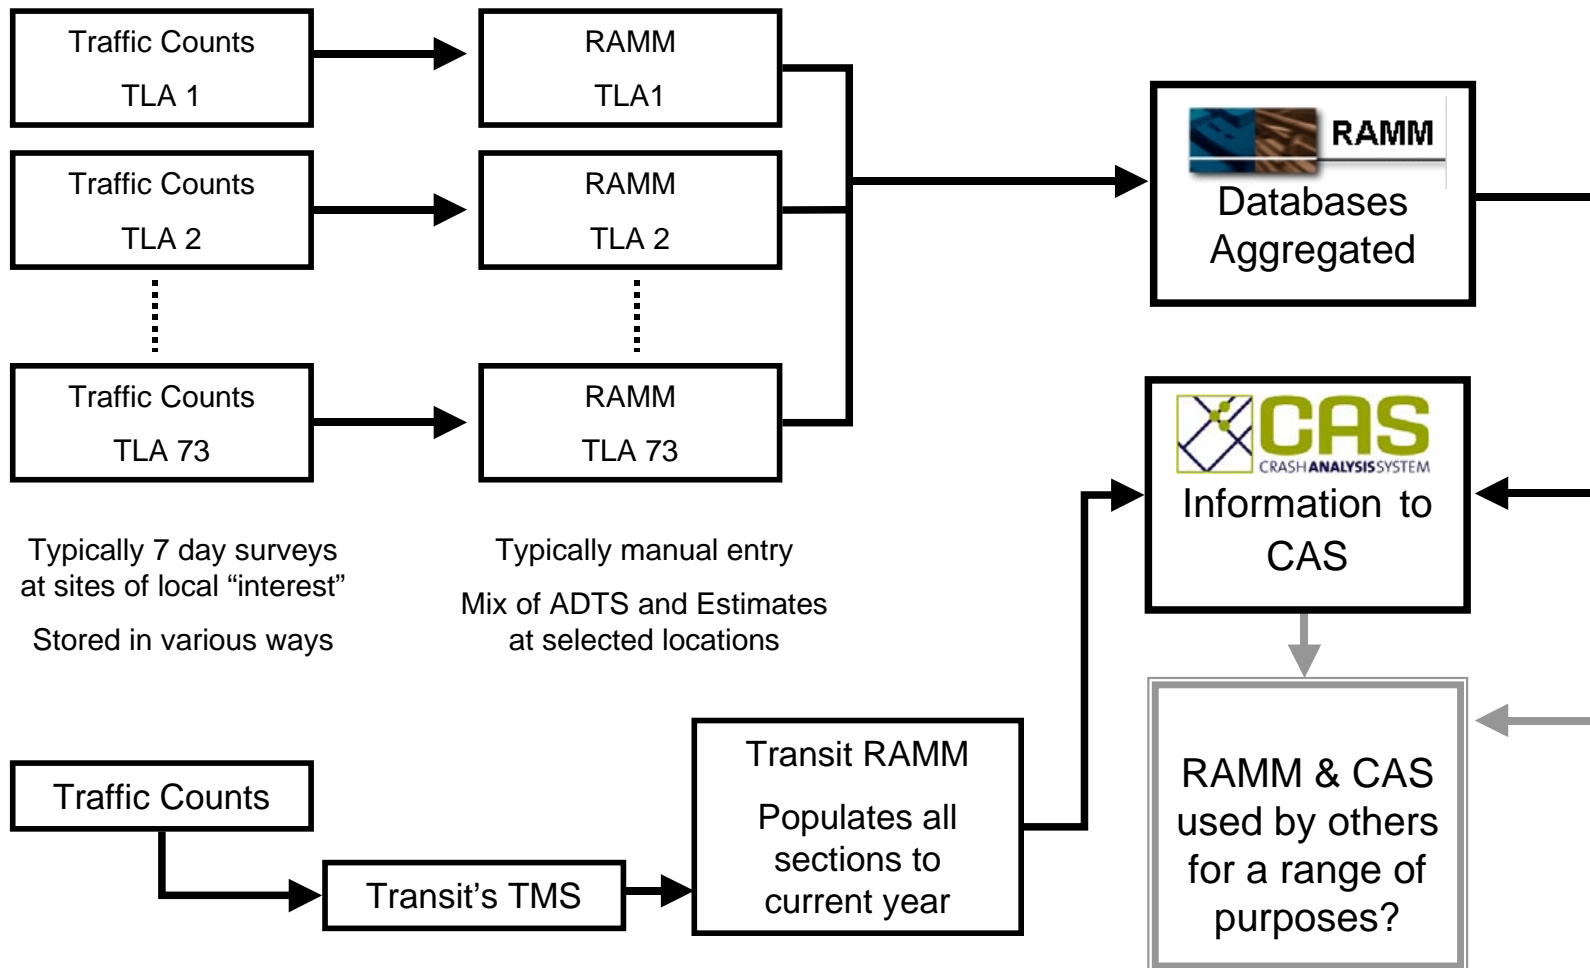 Traffic Counts
TLA 1
RAMM
TLA1
Traffic Counts
TLA 2
RAMM
TLA 2
Traffic Counts
TLA 73
RAMM
TLA 73
Typically 7 day surveys
at sites of local “interest”
Stored in various ways
Typically manual entry
Mix of ADTS and Estimates
at selected locations
RAMM
Databases
Aggregated
CAS
CRASHANALYSISSYSTEM
Information to
CAS
Traffic Counts
Transit’s TMS
Transit RAMM
Populates all
sections to
current year
RAMM & CAS
used by others
for a range of
purposes?